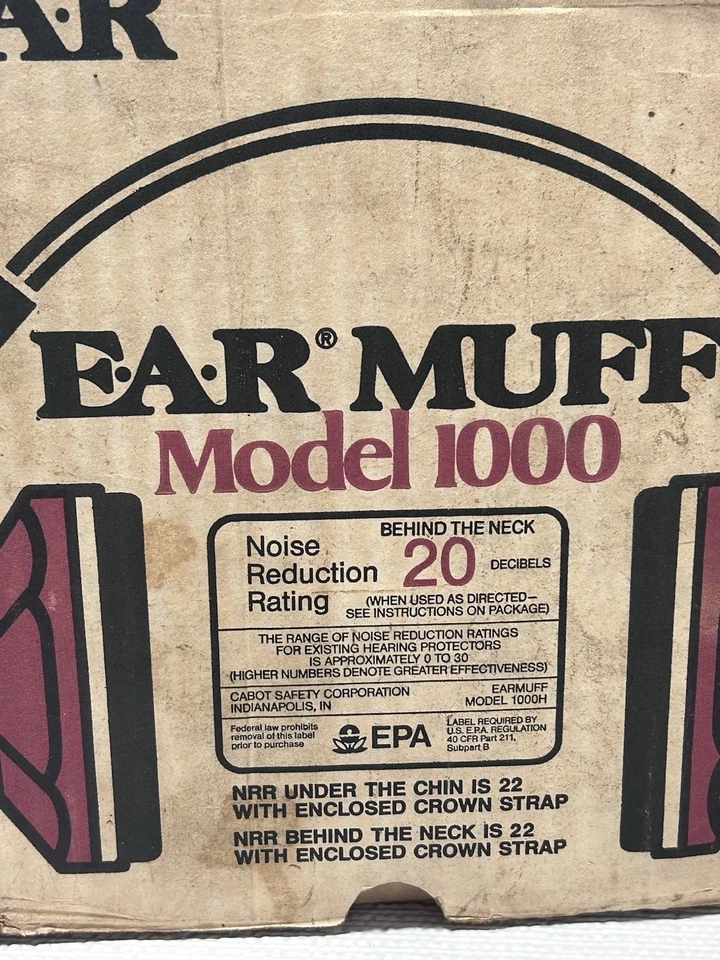 AR
E·A·R® MUFF
Model 1000
BEHIND THE NECK
Noise
Reduction
Rating
20 DECIBELS
(WHEN USED AS DIRECTED—
SEE INSTRUCTIONS ON PACKAGE)
THE RANGE OF NOISE REDUCTION RATINGS
FOR EXISTING HEARING PROTECTORS
IS APPROXIMATELY 0 TO 30
(HIGHER NUMBERS DENOTE GREATER EFFECTIVENESS)
CABOT SAFETY CORPORATION
INDIANAPOLIS, IN
EARMUFF
MODEL 1000H
Federal law prohibits
removal of this label
prior to purchase
EPA
LABEL REQUIRED BY
U.S. E.P.A. REGULATION
40 CFR Part 211,
Subpart B
NRR UNDER THE CHIN IS 22
WITH ENCLOSED CROWN STRAP
NRR BEHIND THE NECK IS 22
WITH ENCLOSED CROWN STRAP